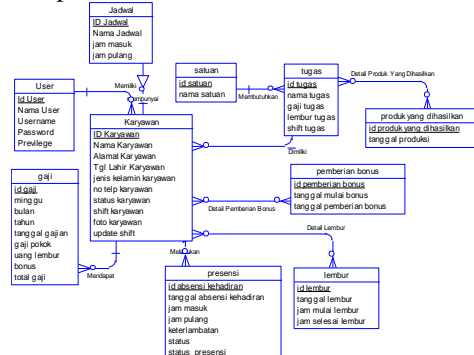 Jadwal
ID Jadwal
Nama Jadwal
jam masuk
jam pulang
User
Id User
Nama User
Username
Password
Previlege
Memiliki
satuan
id satuan
nama satuan
Membutuhkan
tugas
id tugas
nama tugas
gaji tugas
lembur tugas
shift tugas
Detail Produk Yang Dihasilkan
produk yang dihasilkan
id produk yang dihasilkan
tanggal produksi
Karyawan
ID Karyawan
Nama Karyawan
Alamat Karyawan
Tgl Lahir Karyawan
jenis kelamin karyawan
no telp karyawan
status karyawan
shift karyawan
foto karyawan
update shift
Dimiliki
gaji
id gaji
minggu
bulan
tahun
tanggal gajian
gaji pokok
uang lembur
bonus
total gaji
Mendapat
pemberian bonus
id pemberian bonus
tanggal mulai bonus
tanggal pemberian bonus
Detail Pemberian Bonus
Detail Lembur
presensi
id absensi kehadiran
tanggal absensi kehadiran
jam masuk
jam pulang
keterlambatan
status
status presensi
lembur
id lembur
tanggal lembur
jam mulai lembur
jam selesai lembur